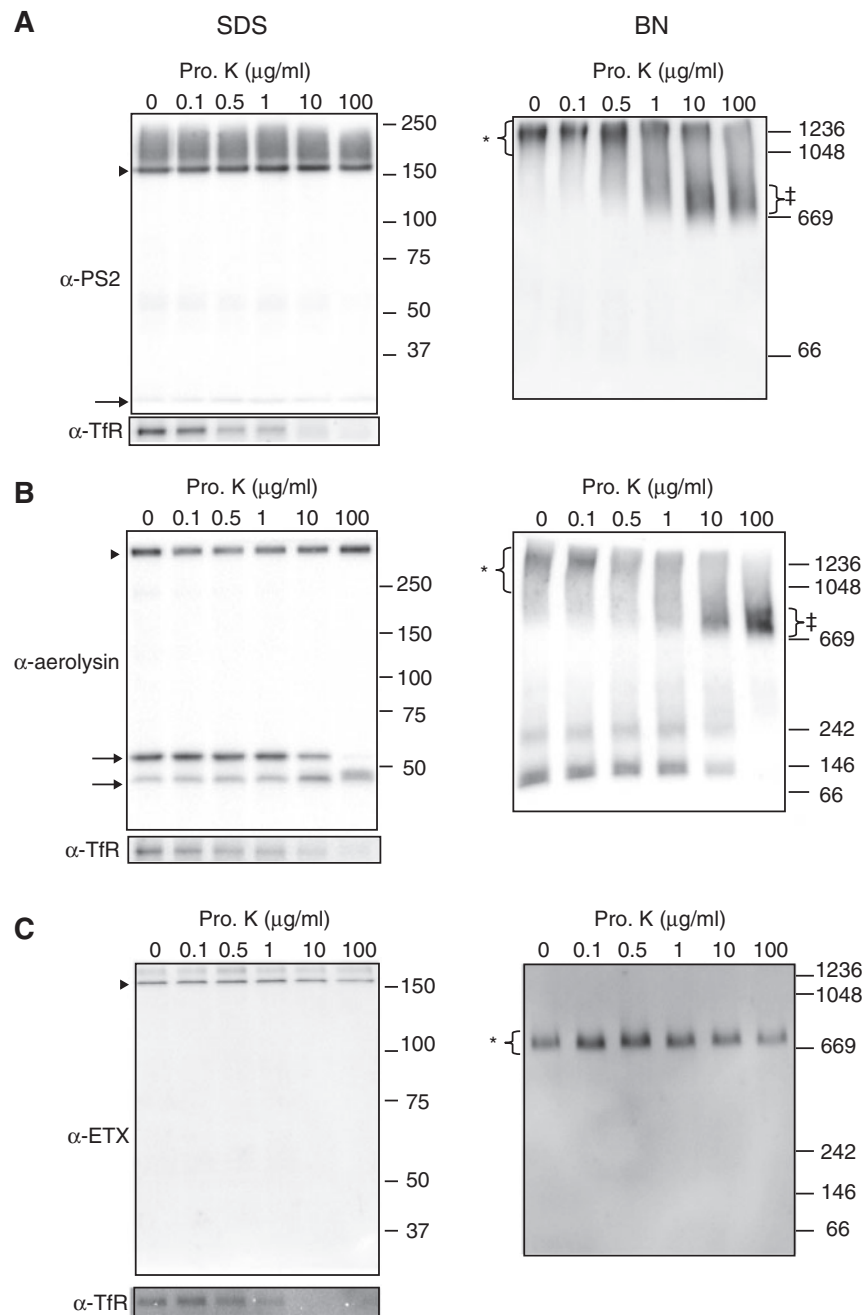 A
SDS
BN
Pro. K (μg/ml)
0 0.1 0.5 1 10 100
250
150
100
75
50
37
α-PS2
α-TfR
Pro. K (μg/ml)
0 0.1 0.5 1 10 100
*
1236
1048
‡
669
66
B
Pro. K (μg/ml)
0 0.1 0.5 1 10 100
250
150
100
75
50
α-aerolysin
α-TfR
Pro. K (μg/ml)
0 0.1 0.5 1 10 100
*
1236
1048
‡
669
242
146
66
C
Pro. K (μg/ml)
0 0.1 0.5 1 10 100
150
100
75
50
37
α-ETX
α-TfR
Pro. K (μg/ml)
0 0.1 0.5 1 10 100
1236
1048
*
669
242
146
66